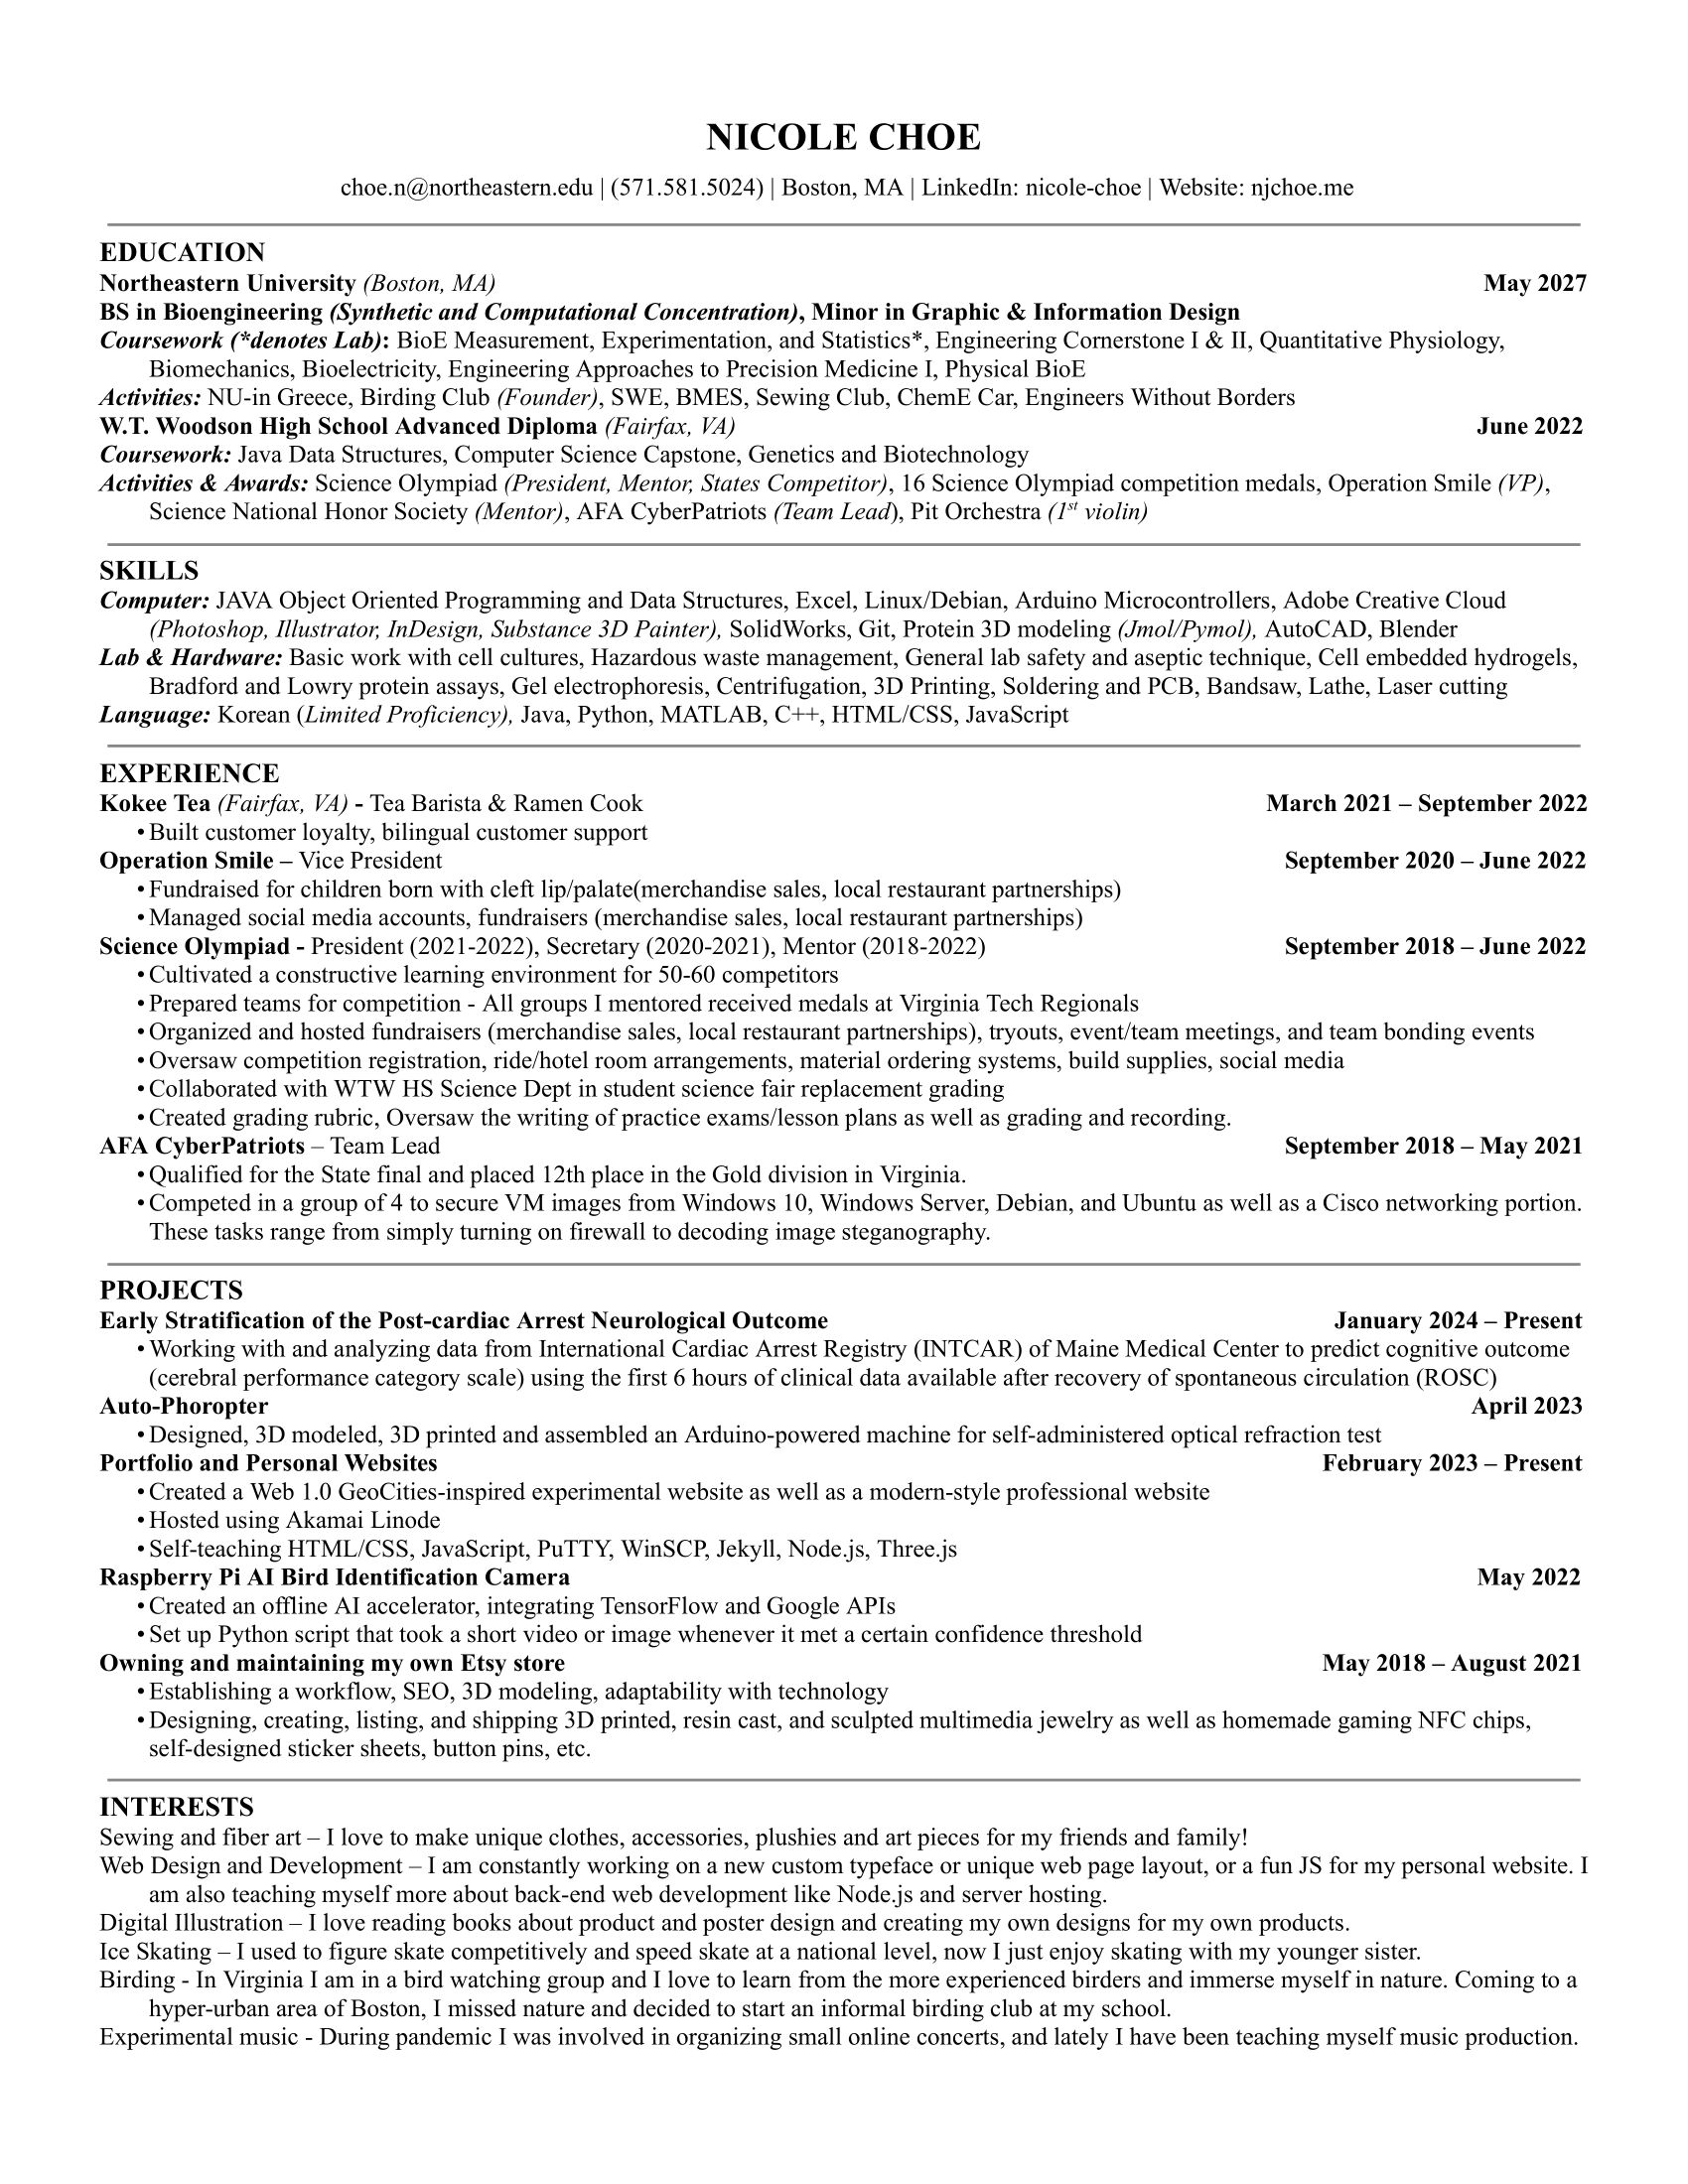 NICOLE CHOE
choe.n@northeastern.edu | (571.581.5024) | Boston, MA | LinkedIn: nicole-choe | Website: njchoe.me
EDUCATION
Northeastern University (Boston, MA) May 2027
BS in Bioengineering (Synthetic and Computational Concentration), Minor in Graphic & Information Design
Coursework (*denotes Lab): BioE Measurement, Experimentation, and Statistics*, Engineering Cornerstone I & II, Quantitative Physiology,
Biomechanics, Bioelectricity, Engineering Approaches to Precision Medicine I, Physical BioE
Activities: NU-in Greece, Birding Club (Founder), SWE, BMES, Sewing Club, ChemE Car, Engineers Without Borders
W.T. Woodson High School Advanced Diploma (Fairfax, VA) June 2022
Coursework: Java Data Structures, Computer Science Capstone, Genetics and Biotechnology
Activities & Awards: Science Olympiad (President, Mentor, States Competitor), 16 Science Olympiad competition medals, Operation Smile (VP),
Science National Honor Society (Mentor), AFA CyberPatriots (Team Lead), Pit Orchestra (1st violin)
SKILLS
Computer: JAVA Object Oriented Programming and Data Structures, Excel, Linux/Debian, Arduino Microcontrollers, Adobe Creative Cloud
(Photoshop, Illustrator, InDesign, Substance 3D Painter), SolidWorks, Git, Protein 3D modeling (Jmol/Pymol), AutoCAD, Blender
Lab & Hardware: Basic work with cell cultures, Hazardous waste management, General lab safety and aseptic technique, Cell embedded hydrogels,
Bradford and Lowry protein assays, Gel electrophoresis, Centrifugation, 3D Printing, Soldering and PCB, Bandsaw, Lathe, Laser cutting
Language: Korean (Limited Proficiency), Java, Python, MATLAB, C++, HTML/CSS, JavaScript
EXPERIENCE
Kokee Tea (Fairfax, VA) - Tea Barista & Ramen Cook March 2021 – September 2022
• Built customer loyalty, bilingual customer support
Operation Smile – Vice President September 2020 – June 2022
• Fundraised for children born with cleft lip/palate(merchandise sales, local restaurant partnerships)
• Managed social media accounts, fundraisers (merchandise sales, local restaurant partnerships)
Science Olympiad - President (2021-2022), Secretary (2020-2021), Mentor (2018-2022) September 2018 – June 2022
• Cultivated a constructive learning environment for 50-60 competitors
• Prepared teams for competition - All groups I mentored received medals at Virginia Tech Regionals
• Organized and hosted fundraisers (merchandise sales, local restaurant partnerships), tryouts, event/team meetings, and team bonding events
• Oversaw competition registration, ride/hotel room arrangements, material ordering systems, build supplies, social media
• Collaborated with WTW HS Science Dept in student science fair replacement grading
• Created grading rubric, Oversaw the writing of practice exams/lesson plans as well as grading and recording.
AFA CyberPatriots – Team Lead September 2018 – May 2021
• Qualified for the State final and placed 12th place in the Gold division in Virginia.
• Competed in a group of 4 to secure VM images from Windows 10, Windows Server, Debian, and Ubuntu as well as a Cisco networking portion.
These tasks range from simply turning on firewall to decoding image steganography.
PROJECTS
Early Stratification of the Post-cardiac Arrest Neurological Outcome January 2024 – Present
• Working with and analyzing data from International Cardiac Arrest Registry (INTCAR) of Maine Medical Center to predict cognitive outcome
(cerebral performance category scale) using the first 6 hours of clinical data available after recovery of spontaneous circulation (ROSC)
Auto-Phoropter April 2023
• Designed, 3D modeled, 3D printed and assembled an Arduino-powered machine for self-administered optical refraction test
Portfolio and Personal Websites February 2023 – Present
• Created a Web 1.0 GeoCities-inspired experimental website as well as a modern-style professional website
• Hosted using Akamai Linode
• Self-teaching HTML/CSS, JavaScript, PuTTY, WinSCP, Jekyll, Node.js, Three.js
Raspberry Pi AI Bird Identification Camera May 2022
• Created an offline AI accelerator, integrating TensorFlow and Google APIs
• Set up Python script that took a short video or image whenever it met a certain confidence threshold
Owning and maintaining my own Etsy store May 2018 – August 2021
• Establishing a workflow, SEO, 3D modeling, adaptability with technology
• Designing, creating, listing, and shipping 3D printed, resin cast, and sculpted multimedia jewelry as well as homemade gaming NFC chips,
self-designed sticker sheets, button pins, etc.
INTERESTS
Sewing and fiber art – I love to make unique clothes, accessories, plushies and art pieces for my friends and family!
Web Design and Development – I am constantly working on a new custom typeface or unique web page layout, or a fun JS for my personal website. I
am also teaching myself more about back-end web development like Node.js and server hosting.
Digital Illustration – I love reading books about product and poster design and creating my own designs for my own products.
Ice Skating – I used to figure skate competitively and speed skate at a national level, now I just enjoy skating with my younger sister.
Birding - In Virginia I am in a bird watching group and I love to learn from the more experienced birders and immerse myself in nature. Coming to a
hyper-urban area of Boston, I missed nature and decided to start an informal birding club at my school.
Experimental music - During pandemic I was involved in organizing small online concerts, and lately I have been teaching myself music production.